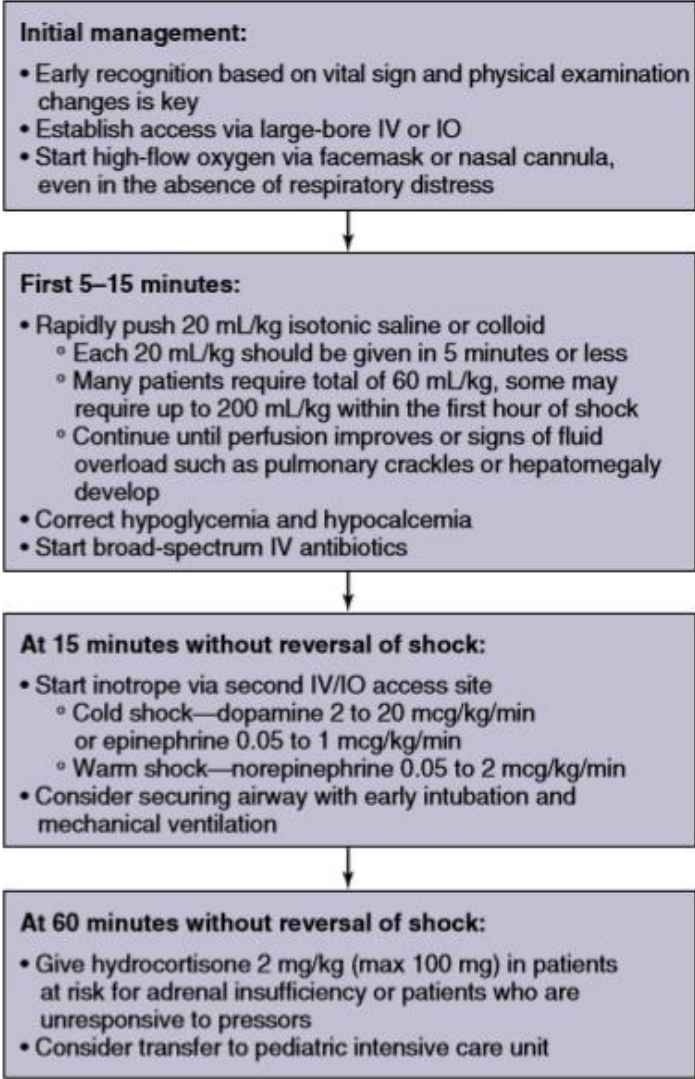 Initial management:
• Early recognition based on vital sign and physical examination
changes is key
• Establish access via large-bore IV or IO
• Start high-flow oxygen via facemask or nasal cannula,
even in the absence of respiratory distress
First 5–15 minutes:
• Rapidly push 20 mL/kg isotonic saline or colloid
° Each 20 mL/kg should be given in 5 minutes or less
° Many patients require total of 60 mL/kg, some may
require up to 200 mL/kg within the first hour of shock
° Continue until perfusion improves or signs of fluid
overload such as pulmonary crackles or hepatomegaly
develop
• Correct hypoglycemia and hypocalcemia
• Start broad-spectrum IV antibiotics
At 15 minutes without reversal of shock:
• Start inotrope via second IV/IO access site
° Cold shock—dopamine 2 to 20 mcg/kg/min
or epinephrine 0.05 to 1 mcg/kg/min
° Warm shock—norepinephrine 0.05 to 2 mcg/kg/min
• Consider securing airway with early intubation and
mechanical ventilation
At 60 minutes without reversal of shock:
• Give hydrocortisone 2 mg/kg (max 100 mg) in patients
at risk for adrenal insufficiency or patients who are
unresponsive to pressors
• Consider transfer to pediatric intensive care unit